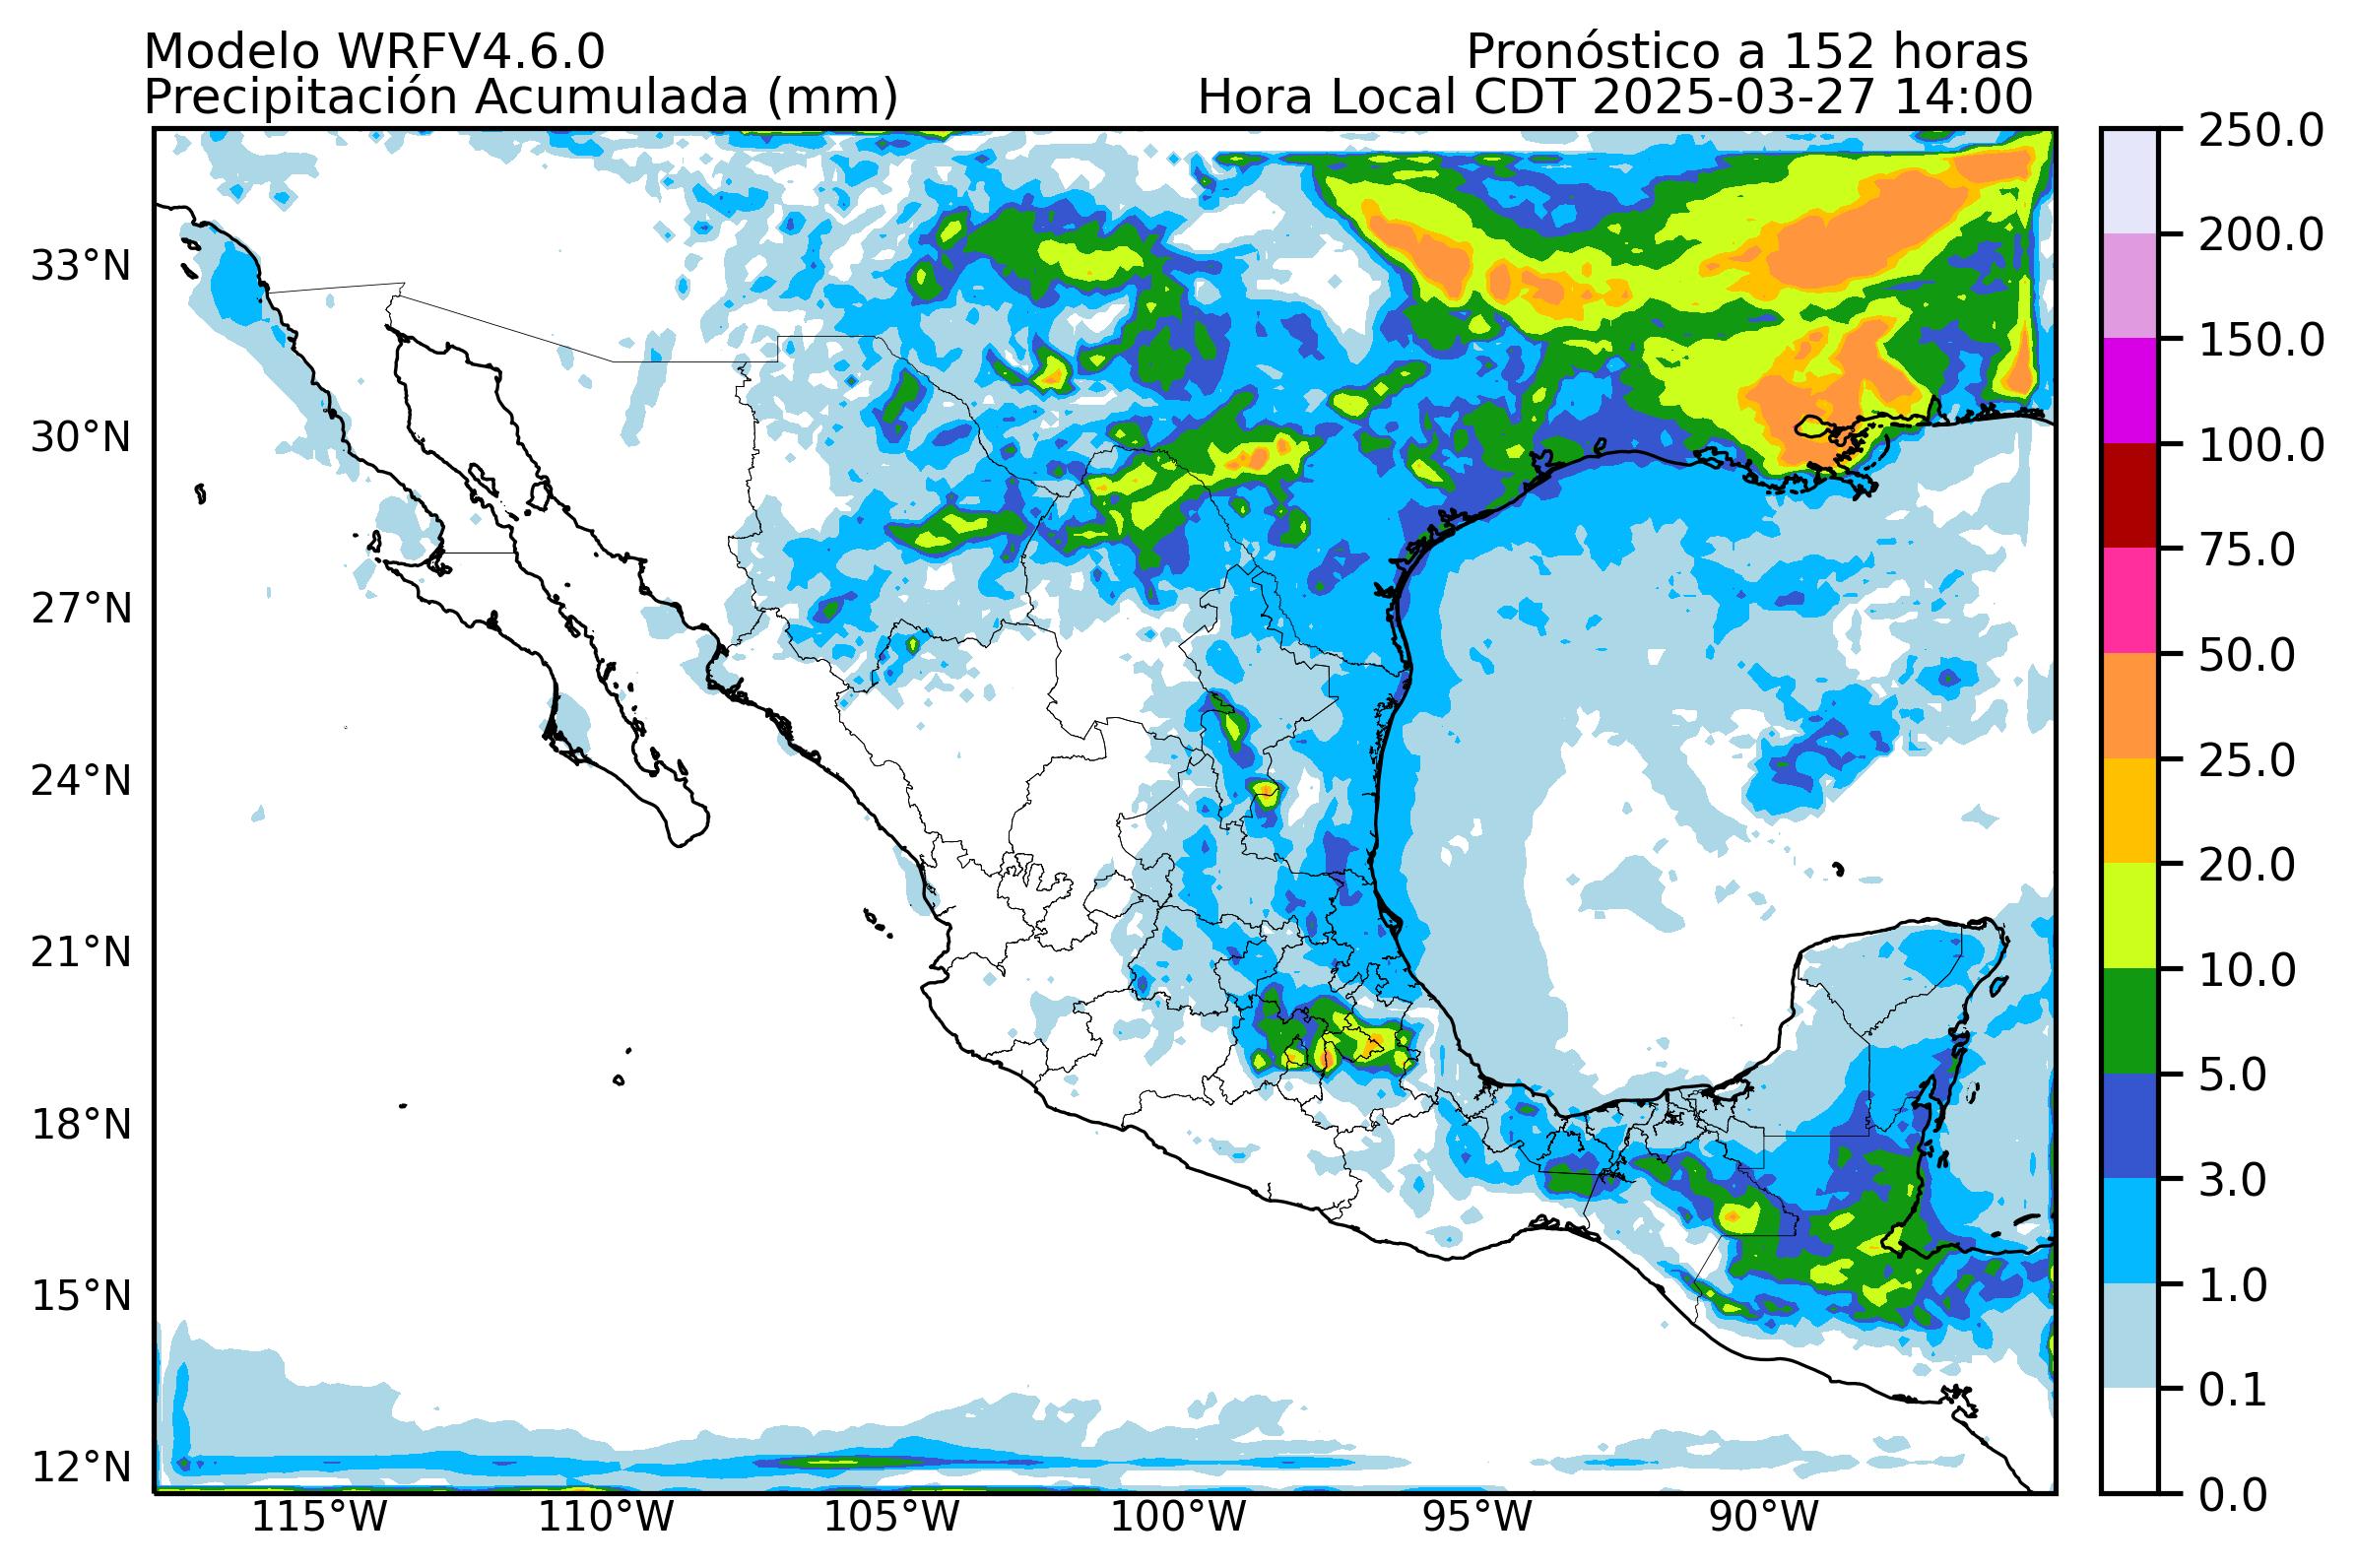 Modelo WRFV4.6.0
Pronóstico a 152 horas
Precipitación Acumulada (mm)
Hora Local CDT 2025-03-27 14:00
33°N
30°N
27°N
24°N
21°N
18°N
15°N
12°N
115°W
110°W
105°W
100°W
95°W
90°W
250.0
200.0
150.0
100.0
75.0
50.0
25.0
20.0
10.0
5.0
3.0
1.0
0.1
0.0